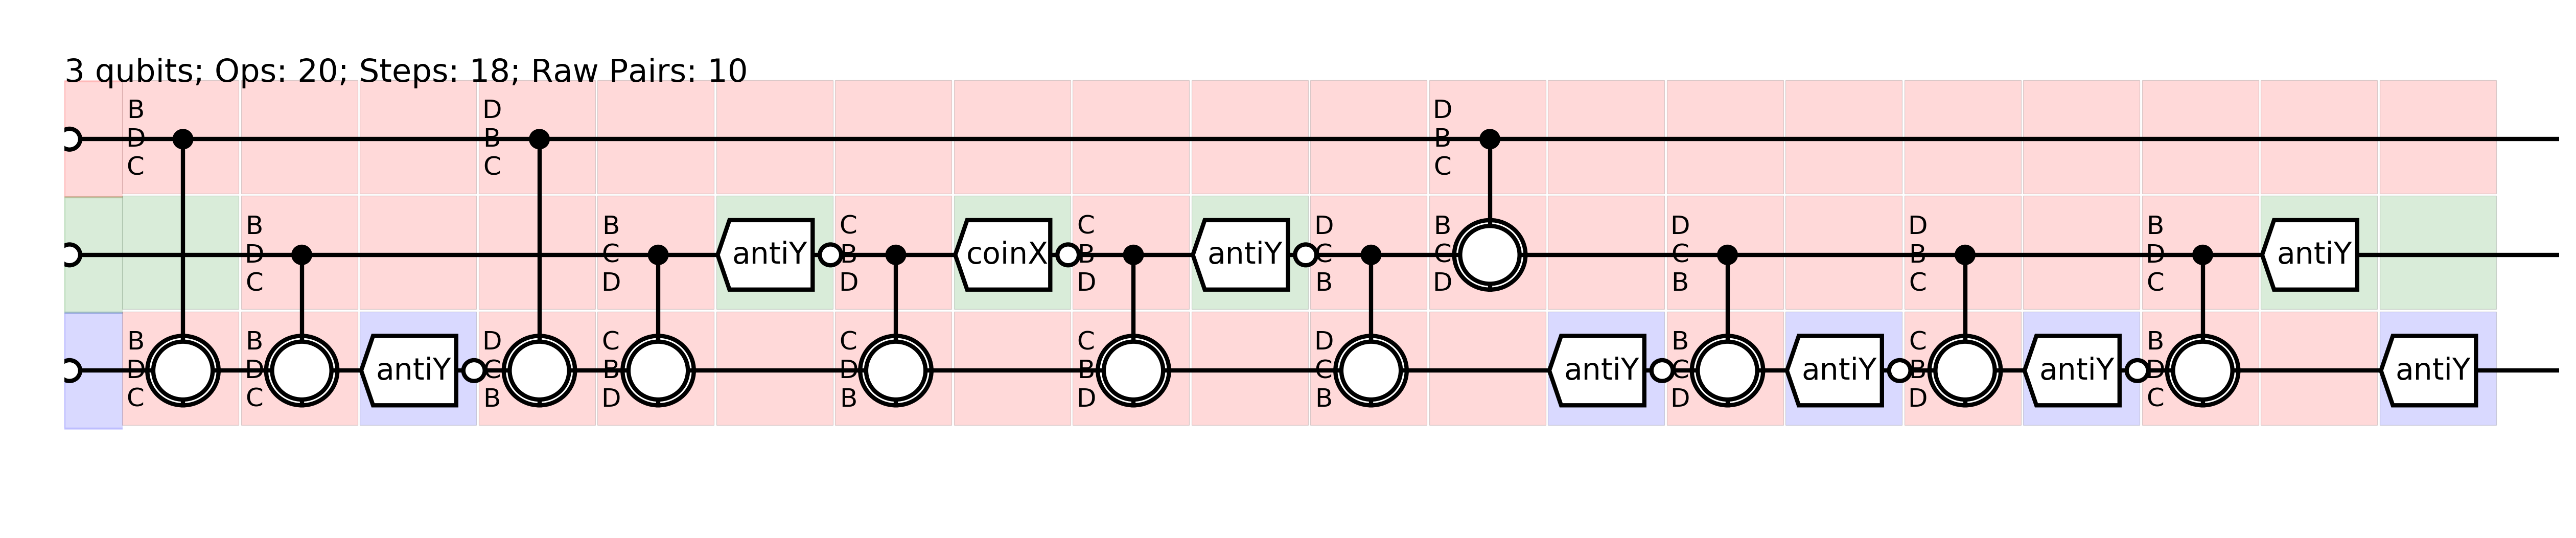 3 qubits; Ops: 20; Steps: 18; Raw Pairs: 10
B D D
D B B
C C C
B B C C D B D D B
D C antiY B coinX B antiY C C C B D antiY
C D D D B D B C C
B B D C C C D B C B
D D antiY C B D B C antiY C antiY B antiY D antiY
C C B D B D B D D C